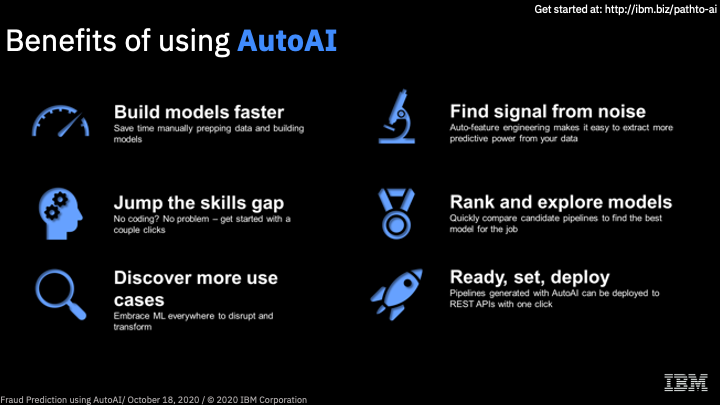 Get started at: http://ibm.biz/pathto-ai
Benefits of using AutoAI
Build models faster
Save time manually prepping data and building
models
Find signal from noise
Auto-feature engineering makes it easy to extract more
predictive power from your data
Jump the skills gap
No coding? No problem – get started with a
couple clicks
Rank and explore models
Quickly compare candidate pipelines to find the best
model for the job
Discover more use
cases
Embrace ML everywhere to disrupt and
transform
Ready, set, deploy
Pipelines generated with AutoAI can be deployed to
REST APIs with one click
IBM
Fraud Prediction using AutoAI/ October 18, 2020 / © 2020 IBM Corporation